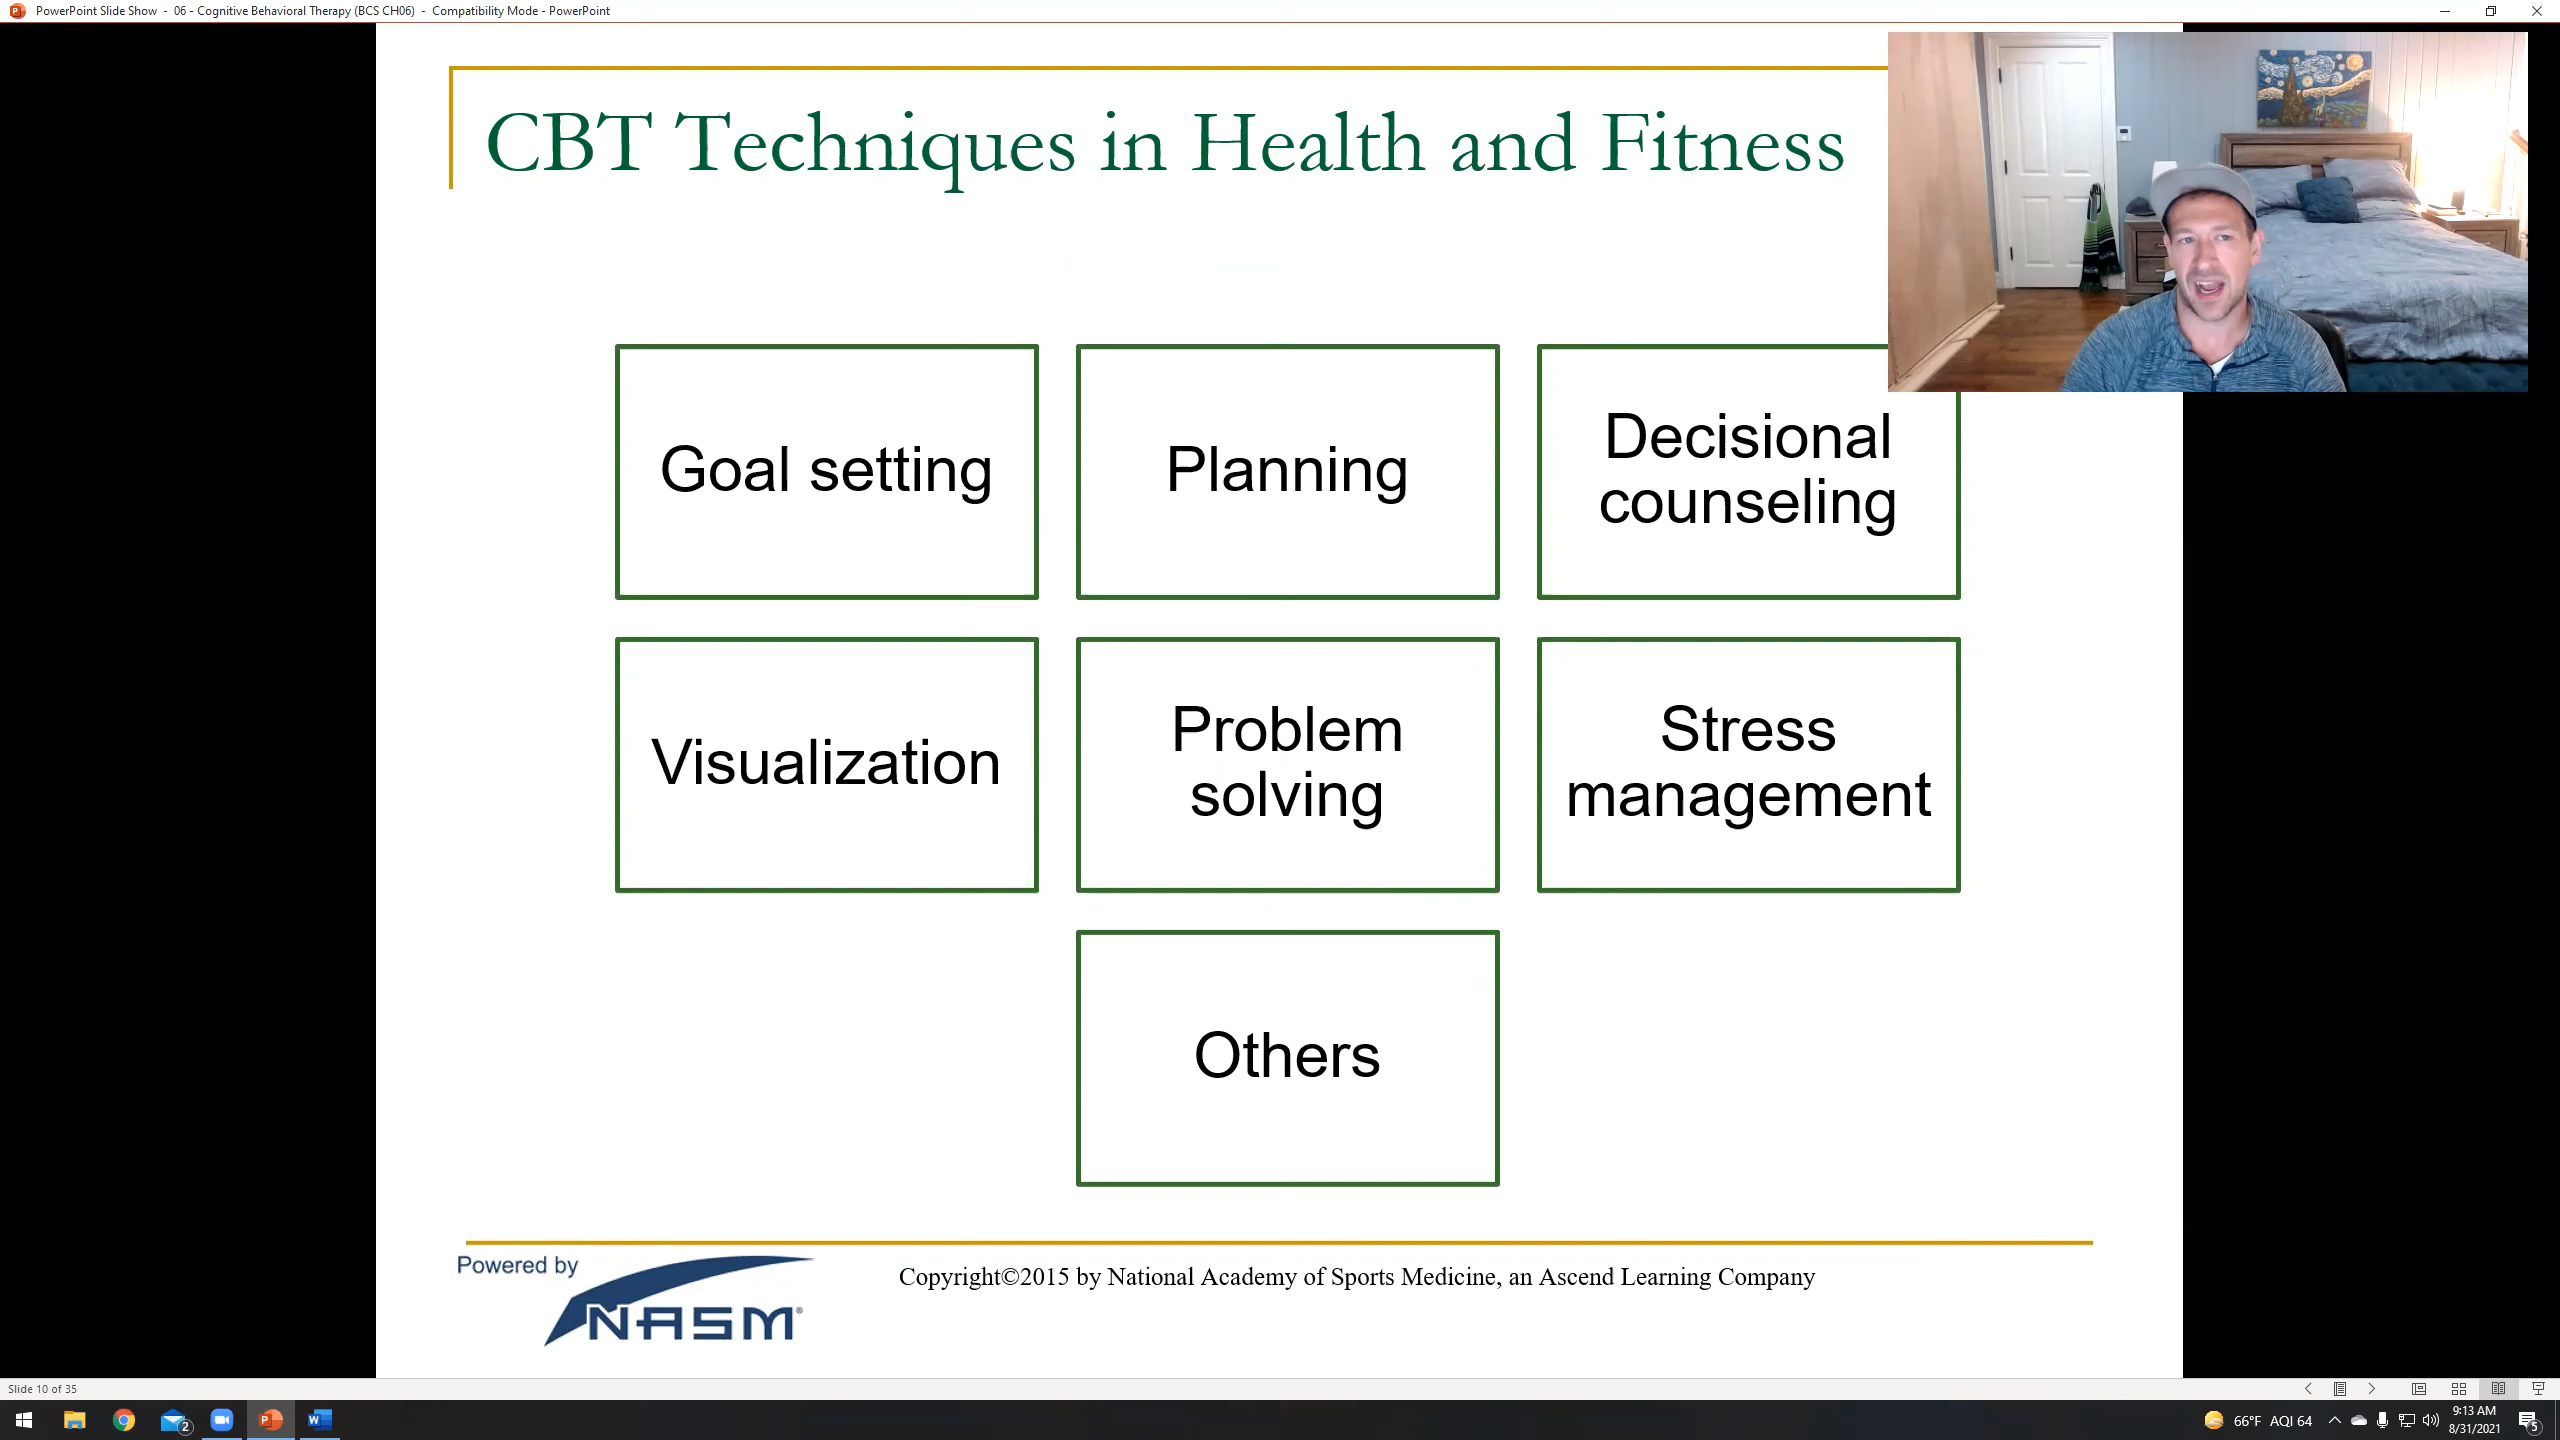 PowerPoint Slide Show - 06 - Cognitive Behavioral Therapy (BCS CH06) - Compatibility Mode - PowerPoint
CBT Techniques in Health and Fitness
Goal setting
Planning
Decisional
counseling
Visualization
Problem
solving
Stress
management
Others
Powered by
NASM®
Copyright©2015 by National Academy of Sports Medicine, an Ascend Learning Company
Slide 10 of 35
2
66°F AQI 64
9:13 AM
8/31/2021
5